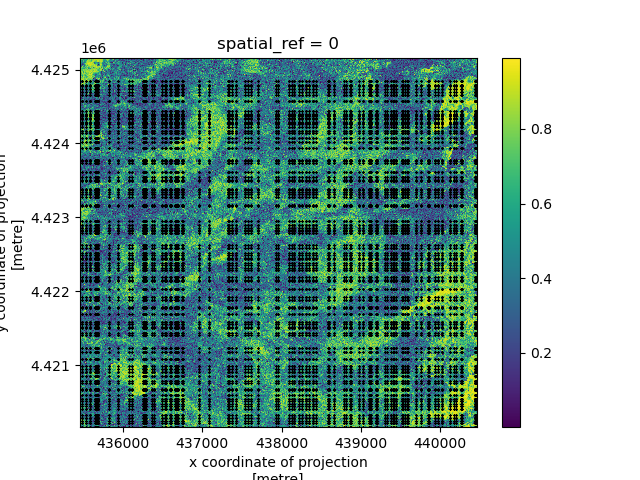 spatial_ref = 0
1e6
4.425
4.424
4.423
4.422
4.421
y coordinate of projection
[metre]
436000 437000 438000 439000 440000
x coordinate of projection
[metre]
0.8
0.6
0.4
0.2